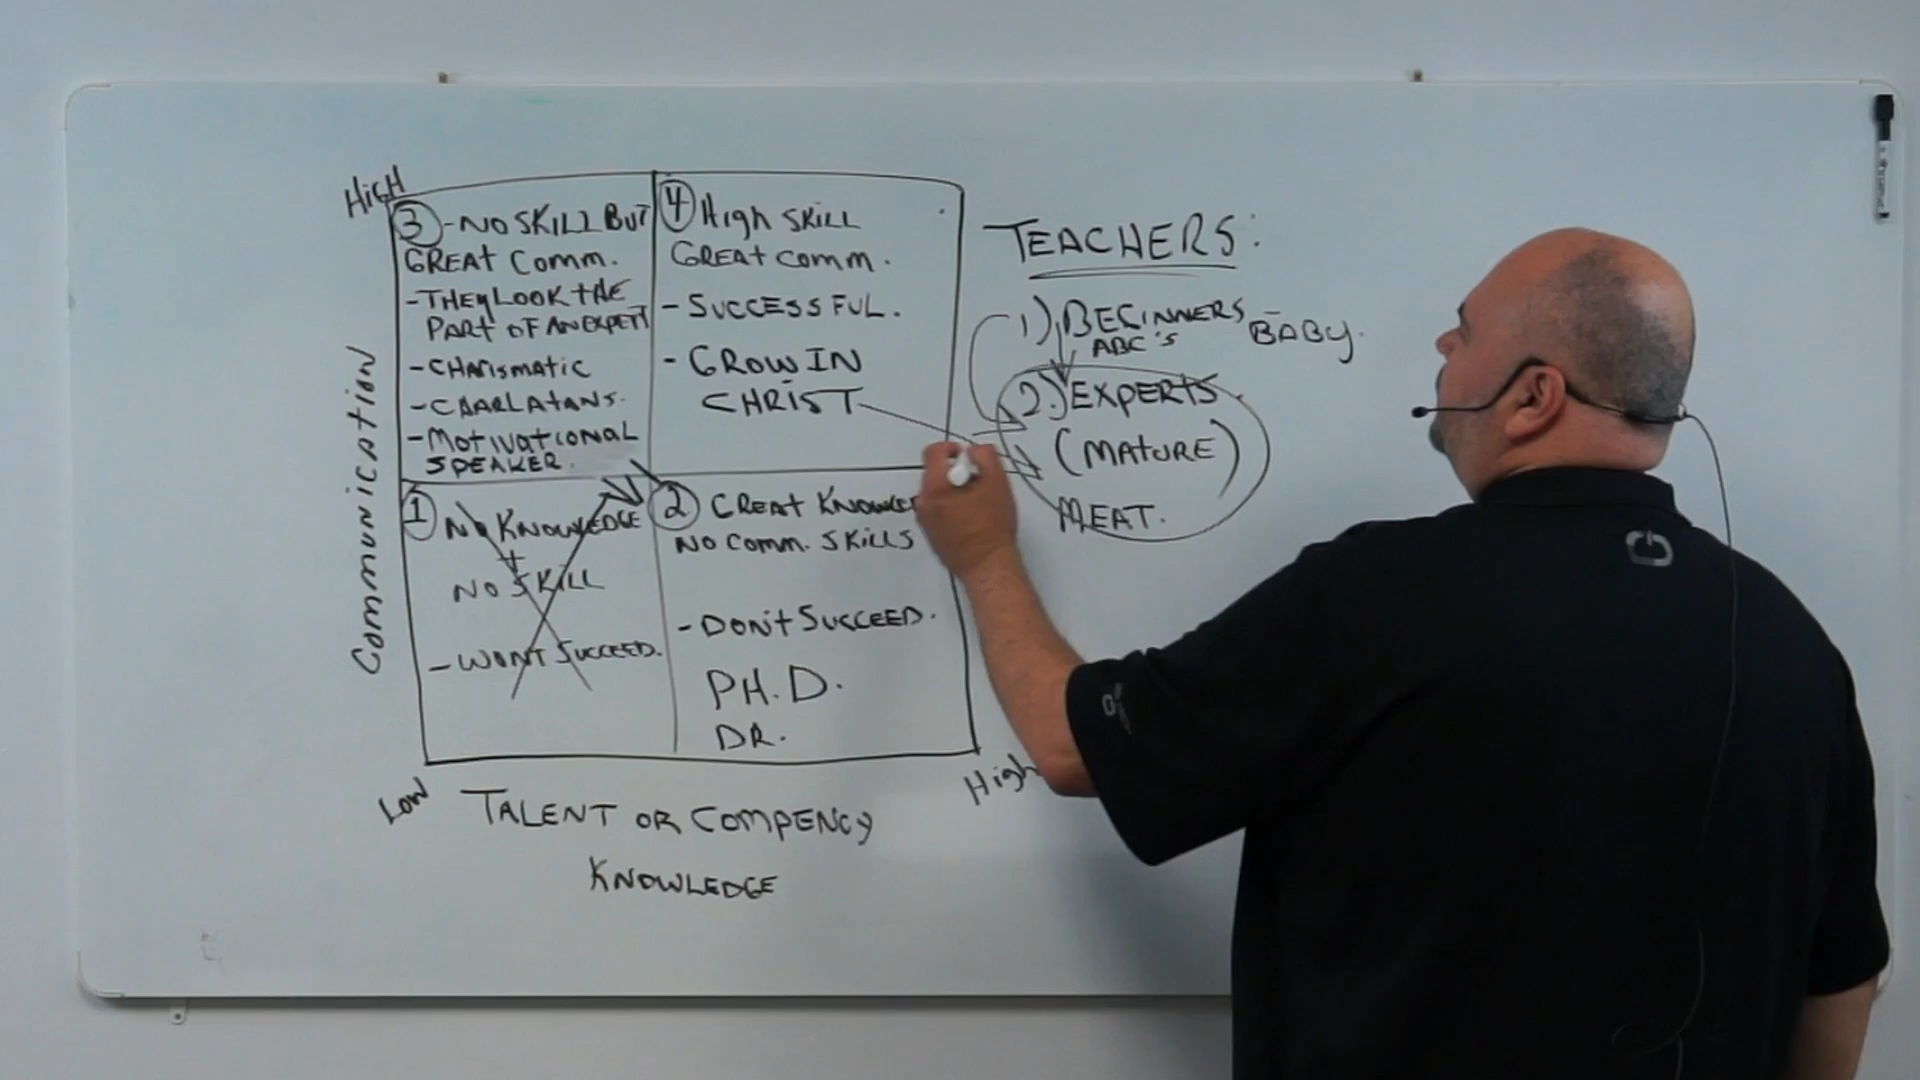 HIGH
3 - NO SKILL BUT
GREAT COMM.
- THEY LOOK THE
PART OF AN EXPERT
- CHARISMATIC
- CHARLATANS.
- MOTIVATIONAL
SPEAKER.
4 HIGH SKILL
GREAT COMM.
- SUCCESSFUL.
- GROW IN
CHRIST
1 NO KNOWLEDGE
+
NO SKILL
- WONT SUCCEED.
2 GREAT KNOWLE
NO COMM. SKILLS
- DON'T SUCCEED.
PH.D.
DR.
COMMUNICATION
LOW
HIGH
TALENT OR COMPENCY
KNOWLEDGE
TEACHERS:
1) BEGINNERS BABY.
ABC'S
2.) EXPERTS
(MATURE)
MEAT.